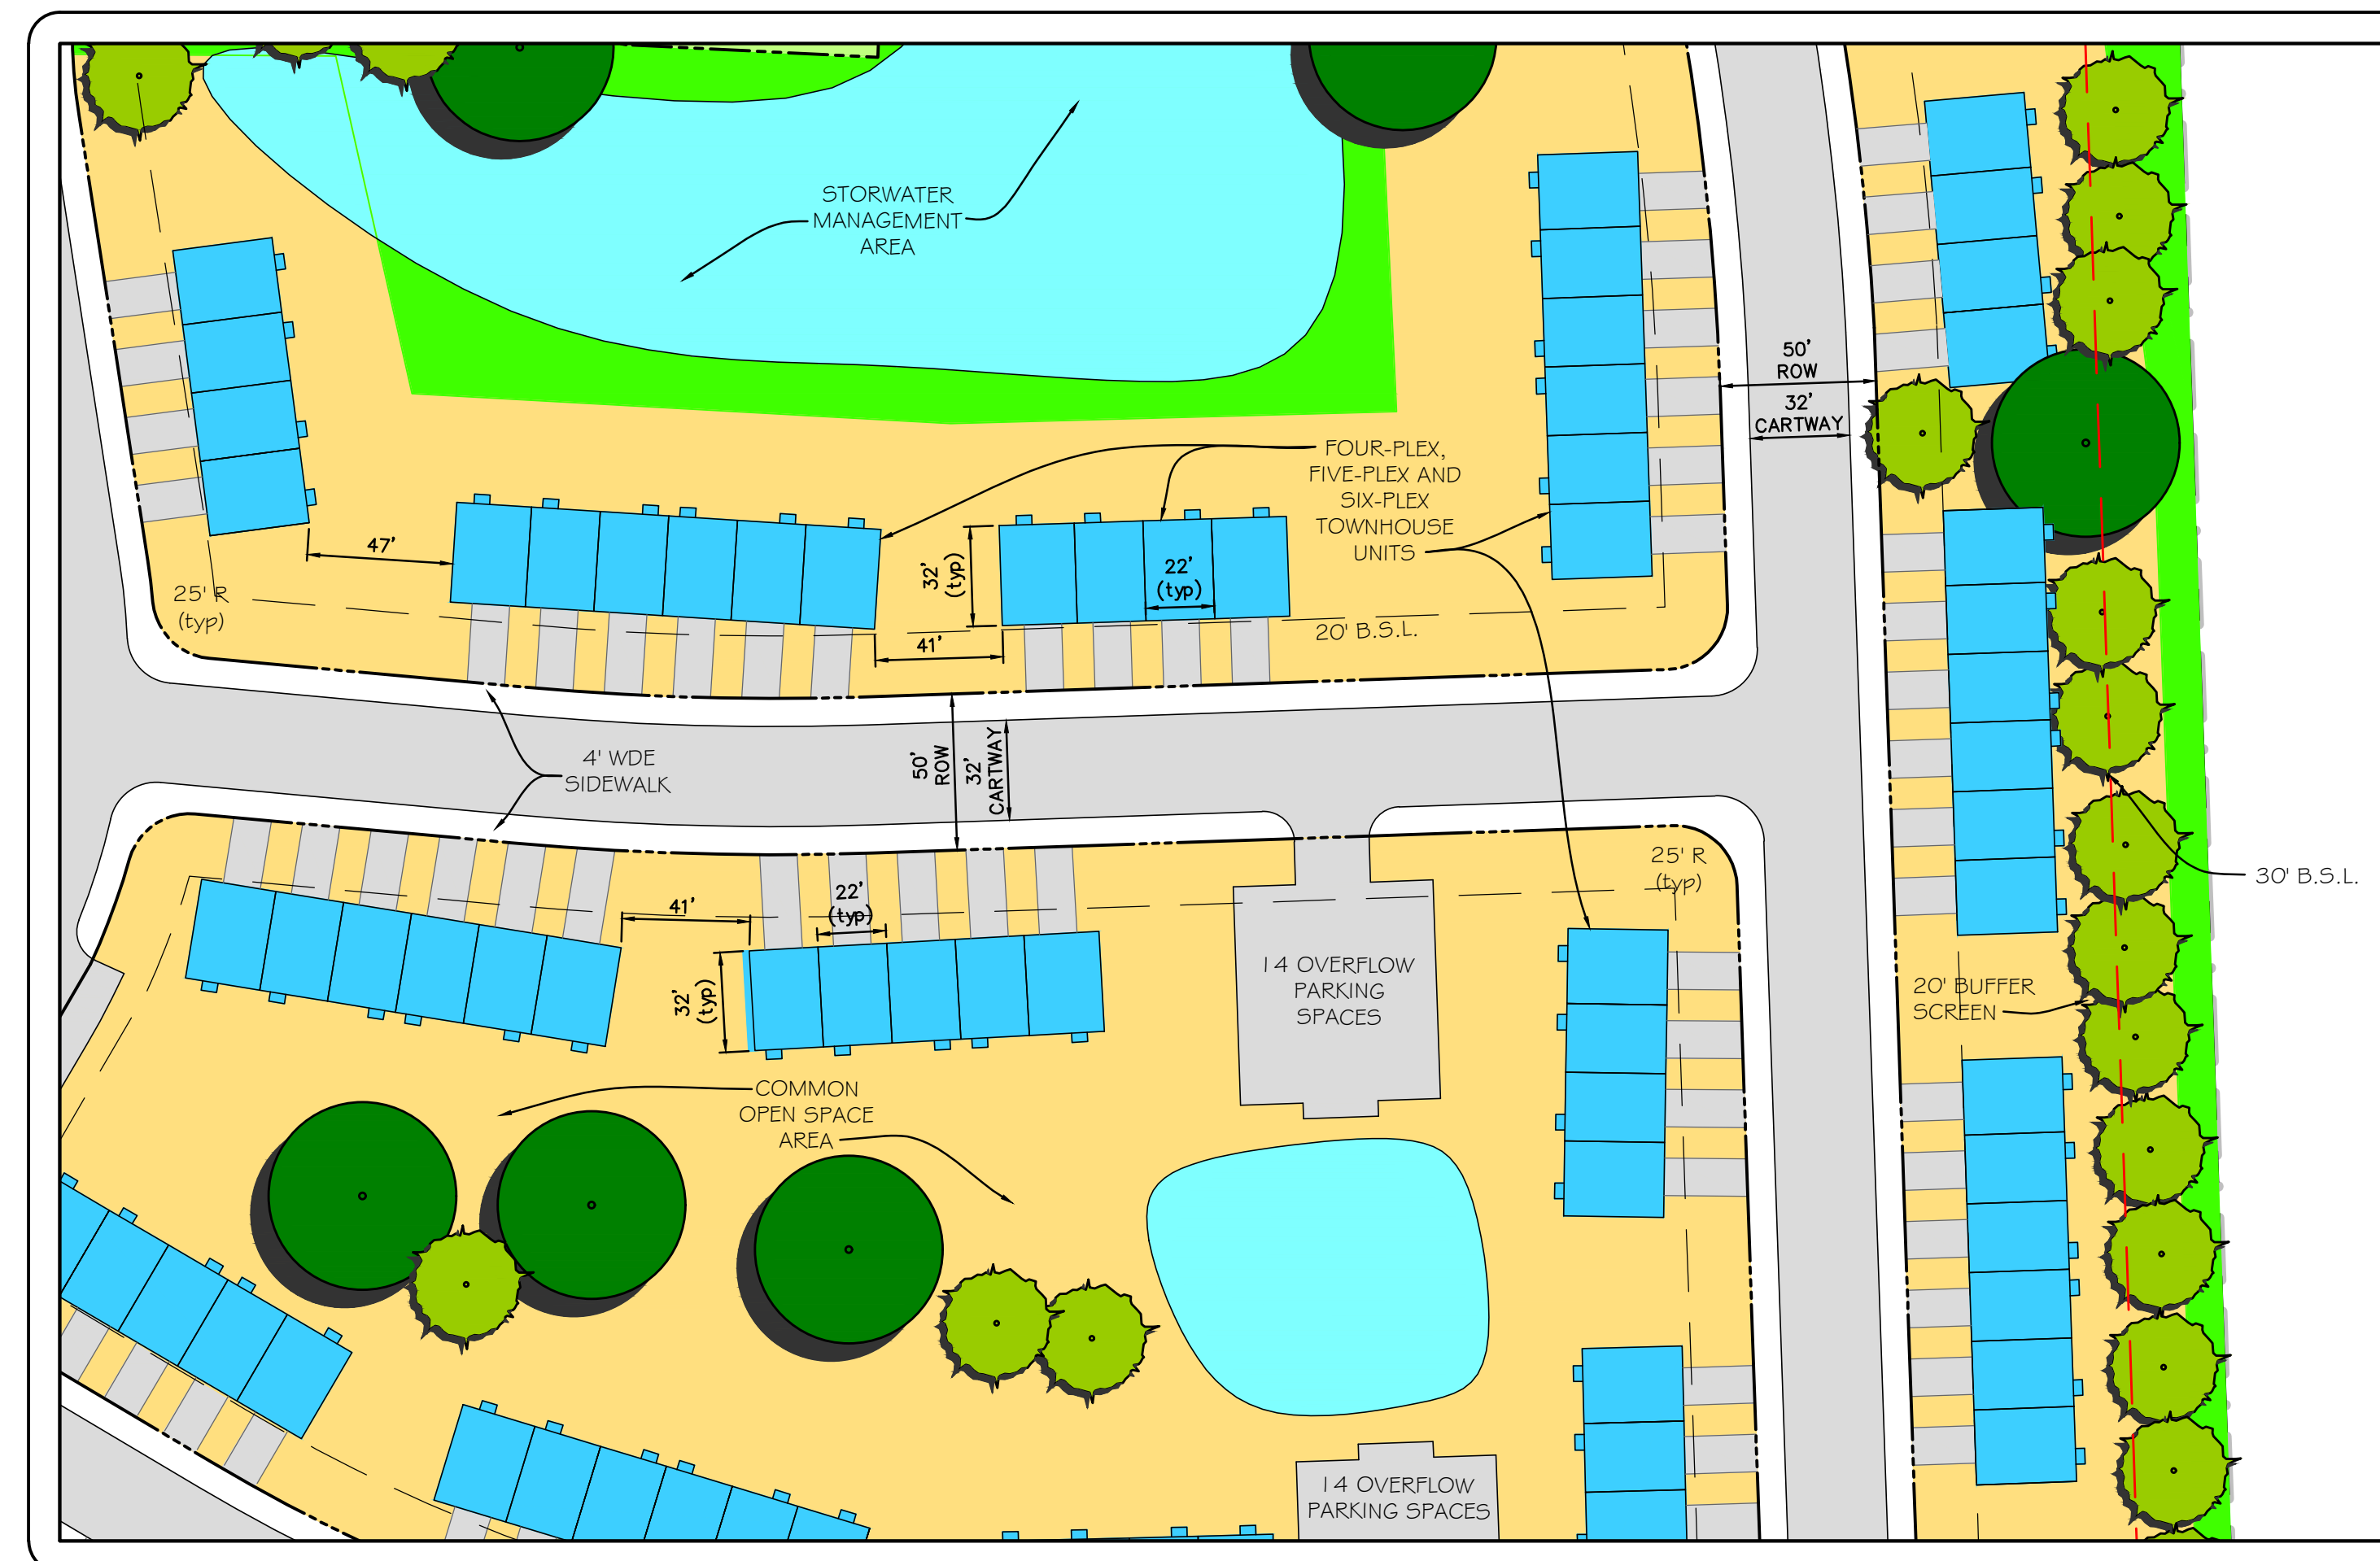 STORWATER
MANAGEMENT
AREA
50'
ROW
32'
CARTWAY
FOUR-PLEX,
FIVE-PLEX AND
SIX-PLEX
TOWNHOUSE
UNITS
47'
32'
(typ)
22'
(typ)
25' R
(typ)
41'
20' B.S.L.
4' WDE
SIDEWALK
50'
ROW
32'
CARTWAY
25' R
(typ)
30' B.S.L.
41'
22'
(typ)
32'
(typ)
14 OVERFLOW
PARKING
SPACES
20' BUFFER
SCREEN
COMMON
OPEN SPACE
AREA
14 OVERFLOW
PARKING SPACES